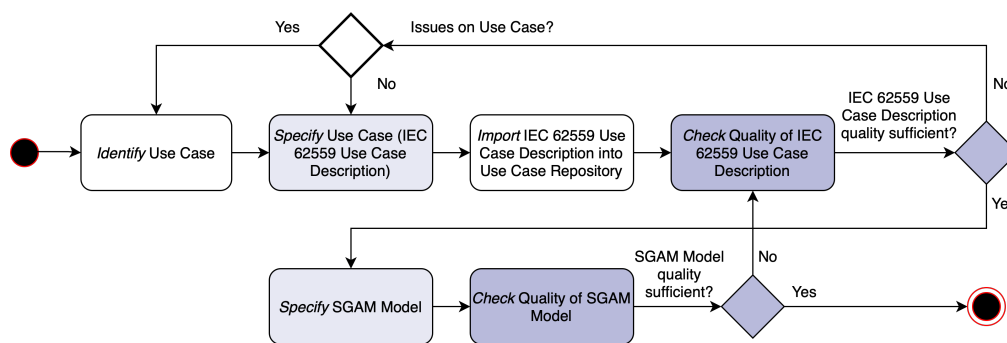 Yes
Issues on Use Case?
No
Identify Use Case
Specify Use Case (IEC
62559 Use Case
Description)
Import IEC 62559 Use
Case Description into
Use Case Repository
Check Quality of IEC
62559 Use Case
Description
IEC 62559 Use
Case Description
quality sufficient?
No
Ye
Specify SGAM Model
Check Quality of SGAM
Model
SGAM Model
quality
sufficient?
No
Yes